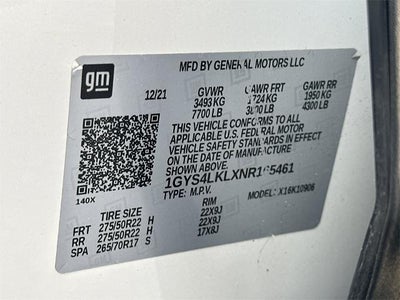 gm
MFD BY GENERAL MOTORS LLC
12/21 GVWR GAWR FRT GAWR RR
3493 KG 1724 KG 1950 KG
7700 LB 3800 LB 4300 LB
THIS VEHICLE CONFORMS TO ALL
APPLICABLE U.S. FEDERAL MOTOR
VEHICLE SAFETY STANDARDS IN EFFECT
ON THE DATE OF MANUFACTURE
SHOWN ABOVE.
140X
TYPE: M.P.V. MODEL: X16K10906
TIRE SIZE RIM
FRT 275/50R22 H 22X9J
RR 275/50R22 H 22X9J
SPA 265/70R17 S 17X8J